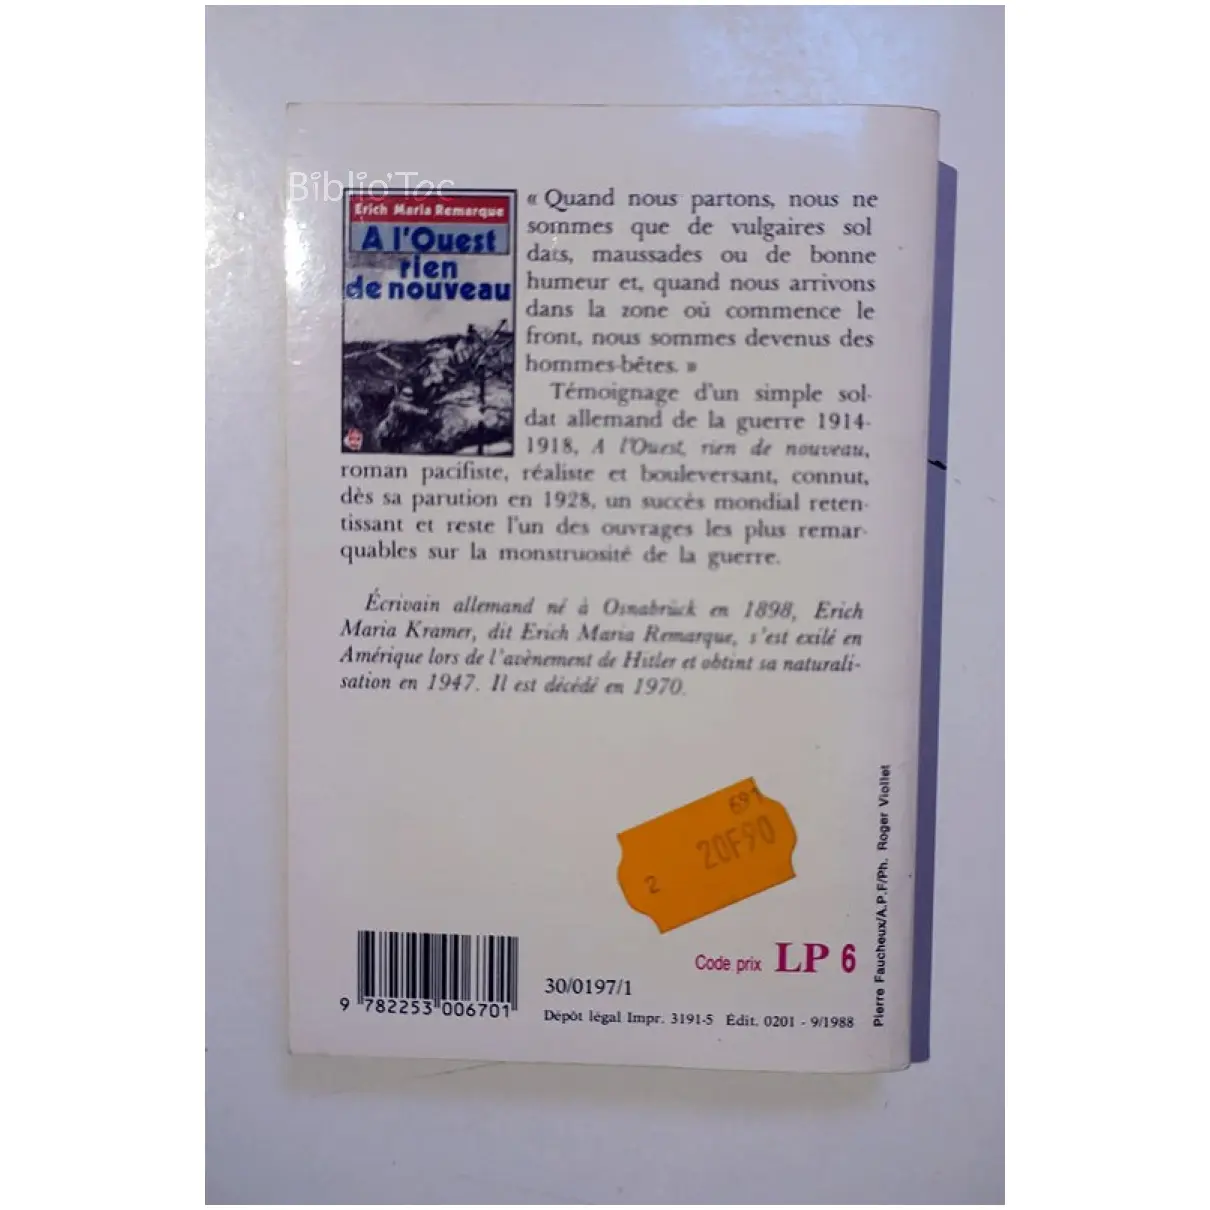 Biblio'Toc
Erich Maria Remarque
A l'Ouest
rien
de nouveau
« Quand nous partons, nous ne
sommes que de vulgaires sol
dats, maussades ou de bonne
humeur et, quand nous arrivons
dans la zone où commence le
front, nous sommes devenus des
hommes-bêtes. »
Témoignage d'un simple sol-
dat allemand de la guerre 1914-
1918, A l'Ouest, rien de nouveau,
roman pacifiste, réaliste et bouleversant, connut,
dès sa parution en 1928, un succès mondial reten-
tissant et reste l'un des ouvrages les plus remar-
quables sur la monstruosité de la guerre.
Écrivain allemand né à Osnabrück en 1898, Erich
Maria Kramer, dit Erich Maria Remarque, s'est exilé en
Amérique lors de l'avènement de Hitler et obtint sa naturali-
sation en 1947. Il est décédé en 1970.
691
20F90
2
Code prix LP 6
30/0197/1
9 782253 006701
Dépôt légal Impr. 3191-5 Édit. 0201 - 9/1988
Pierre Faucheux/A.P.F/Ph. Roger Viollet